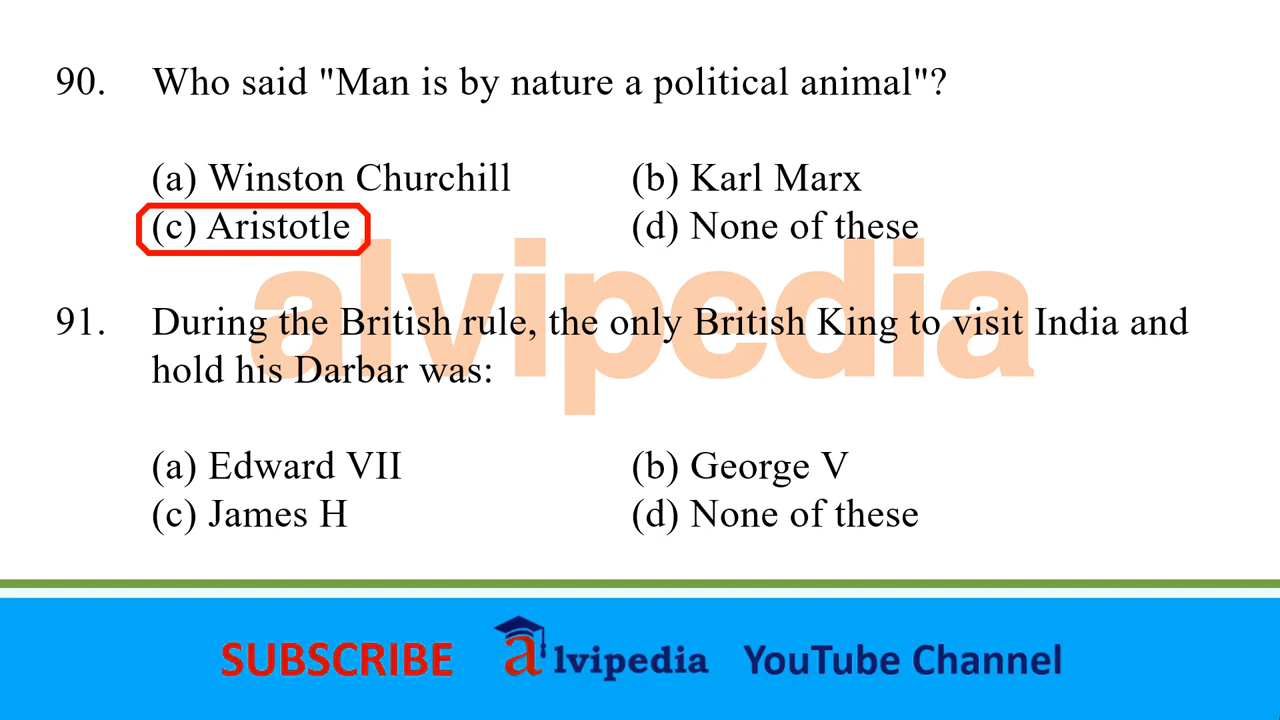 90. Who said "Man is by nature a political animal"?
(a) Winston Churchill (b) Karl Marx
(c) Aristotle (d) None of these
alvipedia
91. During the British rule, the only British King to visit India and
hold his Darbar was:
(a) Edward VII (b) George V
(c) James H (d) None of these
SUBSCRIBE alvipedia YouTube Channel